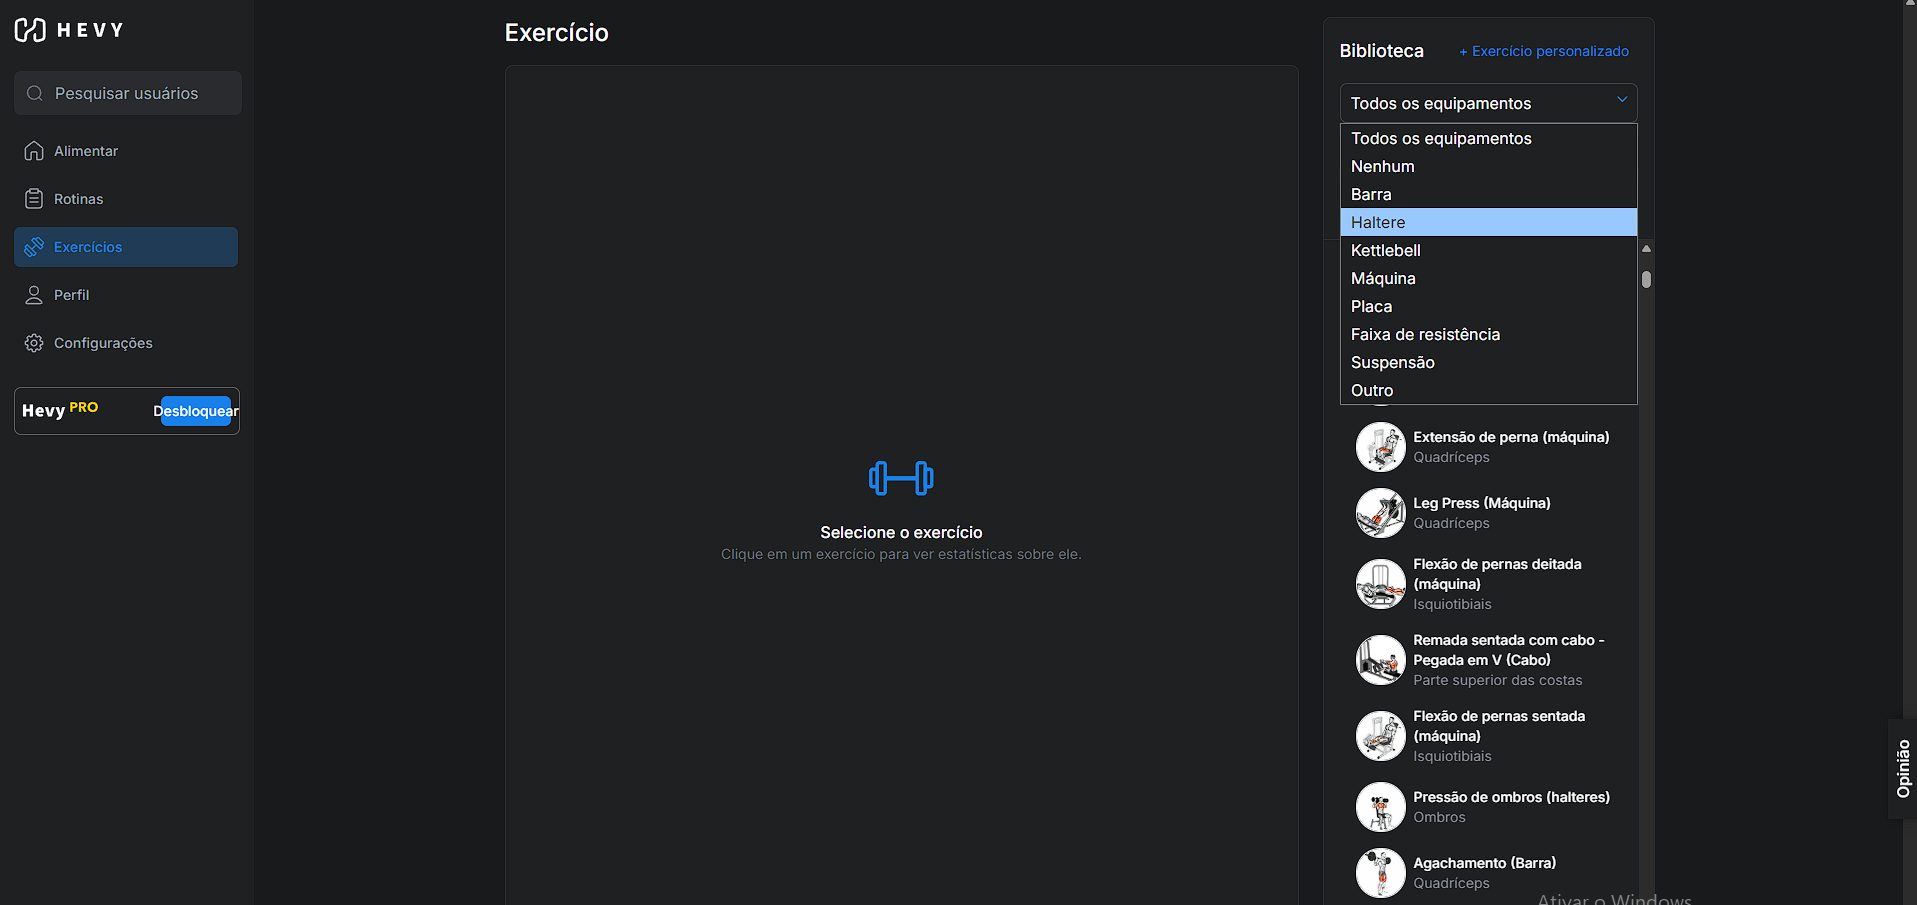 HEVY
Pesquisar usuários
Alimentar
Rotinas
Exercícios
Perfil
Configurações
Hevy PRO
Desbloquear
Exercício
Selecione o exercício
Clique em um exercício para ver estatísticas sobre ele.
Biblioteca
+ Exercício personalizado
Todos os equipamentos
Todos os equipamentos
Nenhum
Barra
Haltere
Kettlebell
Máquina
Placa
Faixa de resistência
Suspensão
Outro
Extensão de perna (máquina)
Quadríceps
Leg Press (Máquina)
Quadríceps
Flexão de pernas deitada
(máquina)
Isquiotibiais
Remada sentada com cabo -
Pegada em V (Cabo)
Parte superior das costas
Flexão de pernas sentada
(máquina)
Isquiotibiais
Pressão de ombros (halteres)
Ombros
Agachamento (Barra)
Quadríceps
Opinião
Ativar o Windows